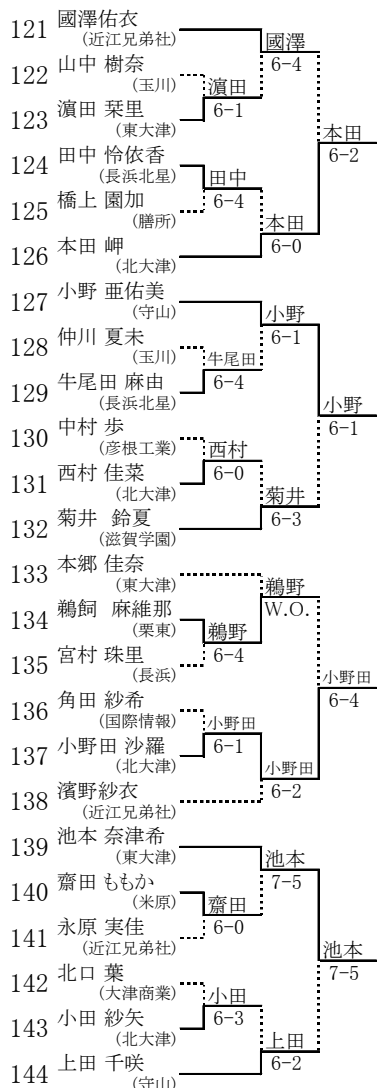 121 國澤佑衣
(近江兄弟社)
國澤
6-4
122 山中 樹奈
(玉川)
濵田
6-1
123 濵田 栞里
(東大津)
本田
6-2
124 田中 怜依香
(長浜北星)
田中
6-4
125 橋上 園加
(膳所)
本田
6-0
126 本田 岬
(北大津)
127 小野 亜佑美
(守山)
小野
6-1
128 仲川 夏未
(玉川)
牛尾田
6-4
129 牛尾田 麻由
(長浜北星)
小野
6-1
130 中村 歩
(彦根工業)
西村
6-0
131 西村 佳菜
(北大津)
菊井
6-3
132 菊井 鈴夏
(滋賀学園)
133 本郷 佳奈
(東大津)
鵜野
W.O.
134 鵜飼 麻維那
(栗東)
鵜野
6-4
135 宮村 珠里
(長浜)
小野田
6-4
136 角田 紗希
(国際情報)
小野田
6-1
137 小野田 沙羅
(北大津)
小野田
6-2
138 濱野紗衣
(近江兄弟社)
139 池本 奈津希
(東大津)
池本
7-5
140 齋田 ももか
(米原)
齋田
6-0
141 永原 実佳
(近江兄弟社)
池本
7-5
142 北口 葉
(大津商業)
小田
6-3
143 小田 紗矢
(北大津)
上田
6-2
144 上田 千咲
(守山)